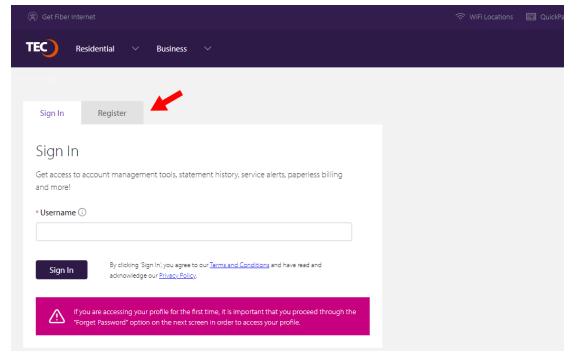 Get Fiber Internet
WiFi Locations
TEC
Residential
Business
Sign In
Register
Sign In
Get access to account management tools, statement history, service alerts, paperless billing
and more!
* Username
Sign In
By clicking 'Sign In', you agree to our Terms and Conditions and have read and
acknowledge our Privacy Policy.
If you are accessing your profile for the first time, it is important that you proceed through the
"Forget Password" option on the next screen in order to access your profile.